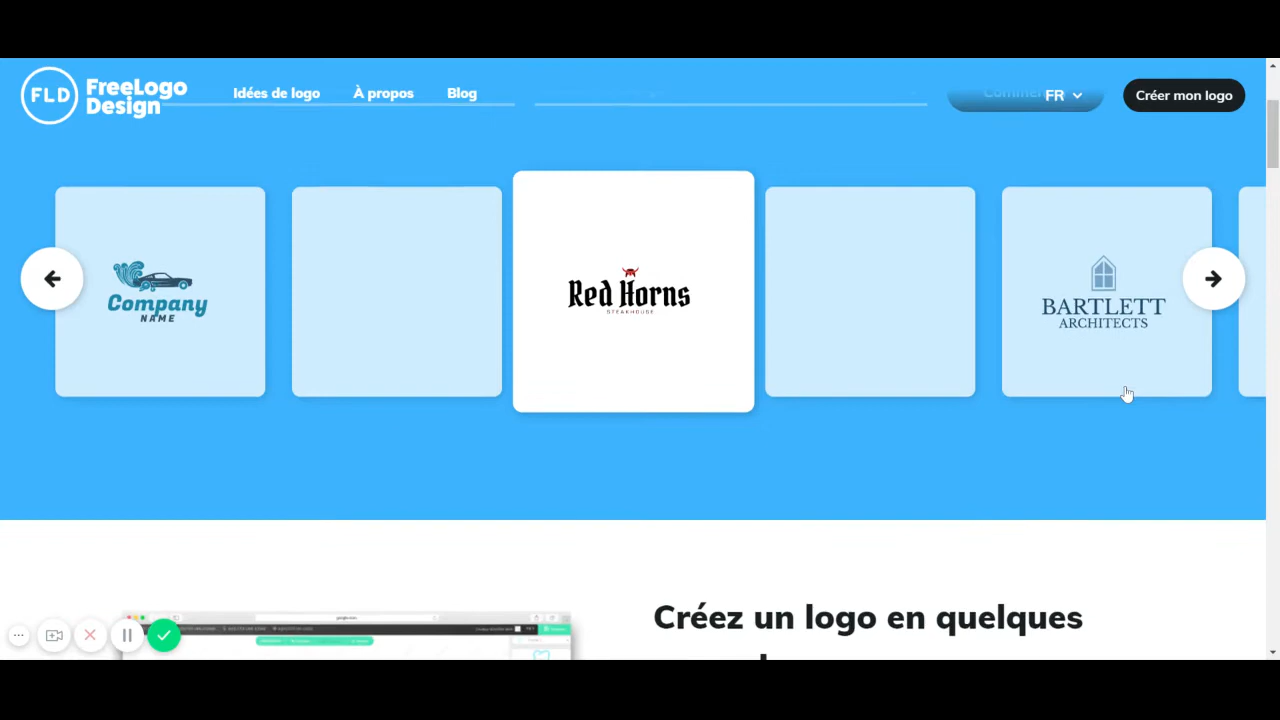 FLD FreeLogo Design
Idées de logo À propos Blog
FR
Créer mon logo
Company
NAME
Red Horns
STEAKHOUSE
BARTLETT
ARCHITECTS
Créez un logo en quelques